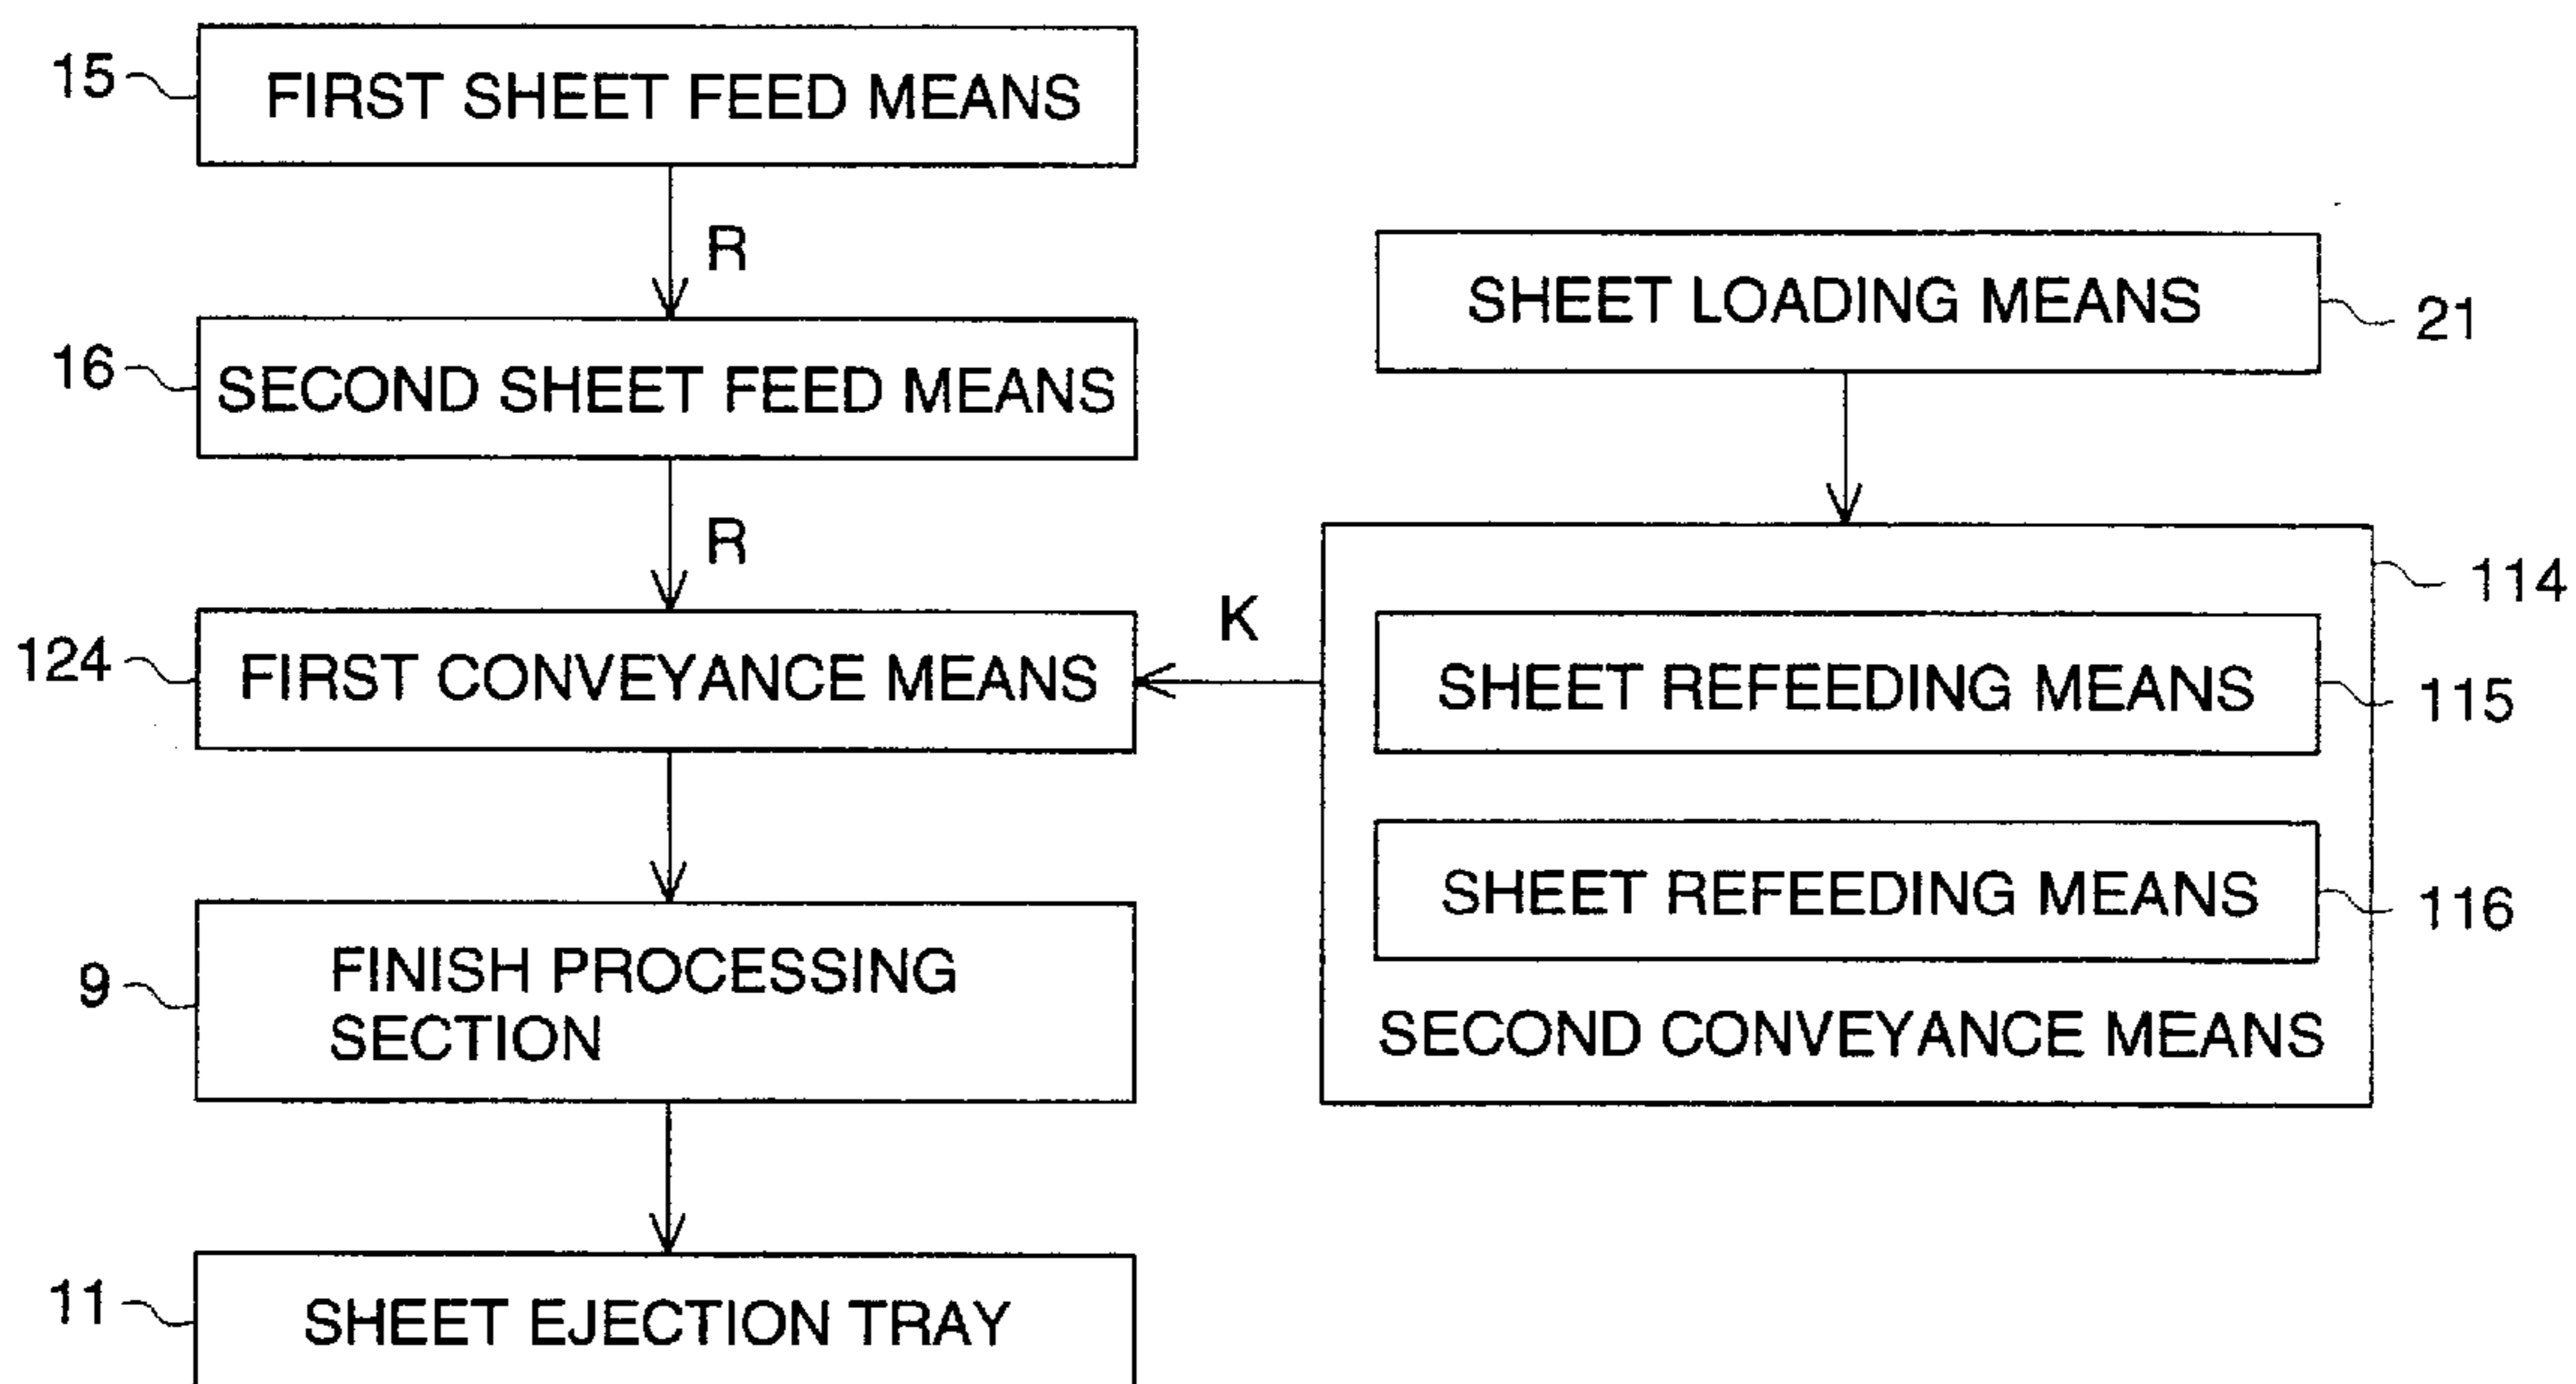 15
FIRST SHEET FEED MEANS
R
16
SECOND SHEET FEED MEANS
R
124
FIRST CONVEYANCE MEANS
9
FINISH PROCESSING
SECTION
11
SHEET EJECTION TRAY
SHEET LOADING MEANS
21
K
114
SHEET REFEEDING MEANS
115
SHEET REFEEDING MEANS
116
SECOND CONVEYANCE MEANS